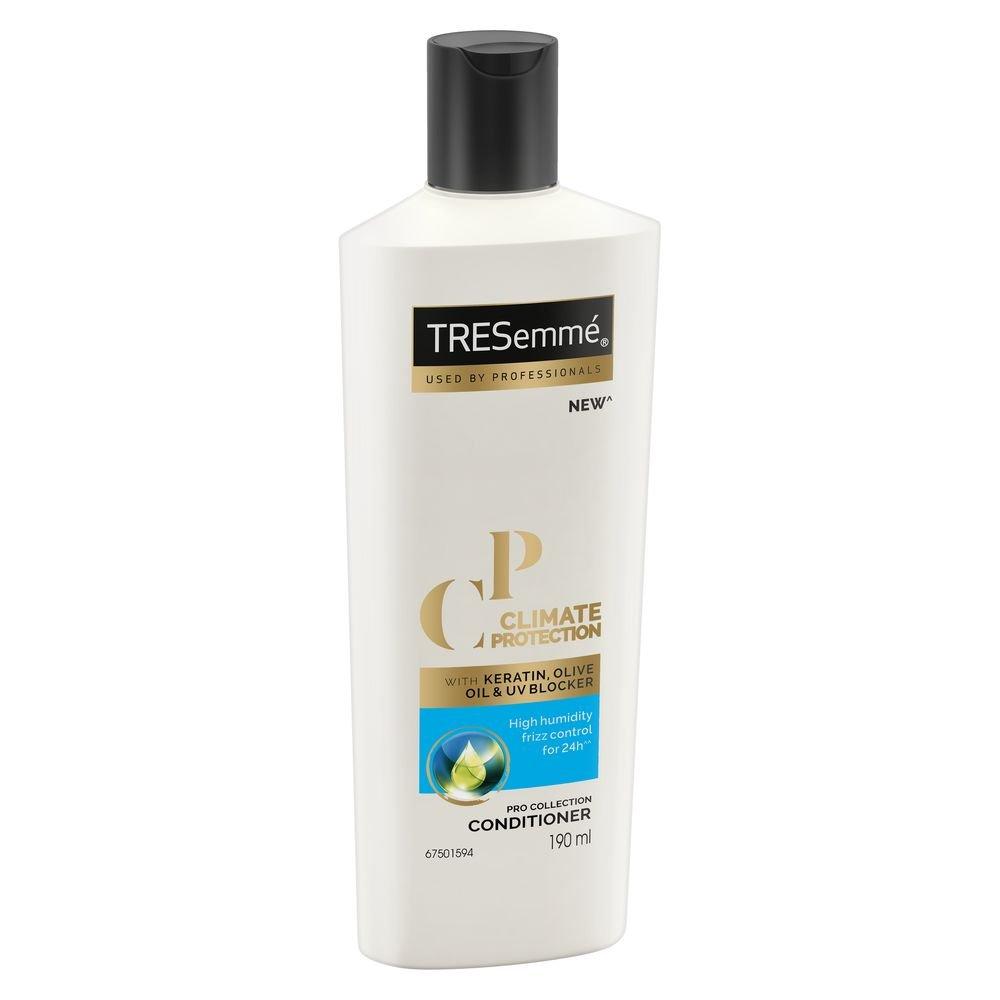 TRESemmé®
USED BY PROFESSIONALS
NEW^
CP
CLIMATE
PROTECTION
WITH KERATIN, OLIVE
OIL & UV BLOCKER
High humidity
frizz control
for 24h^^
PRO COLLECTION
CONDITIONER
190 ml
67501594